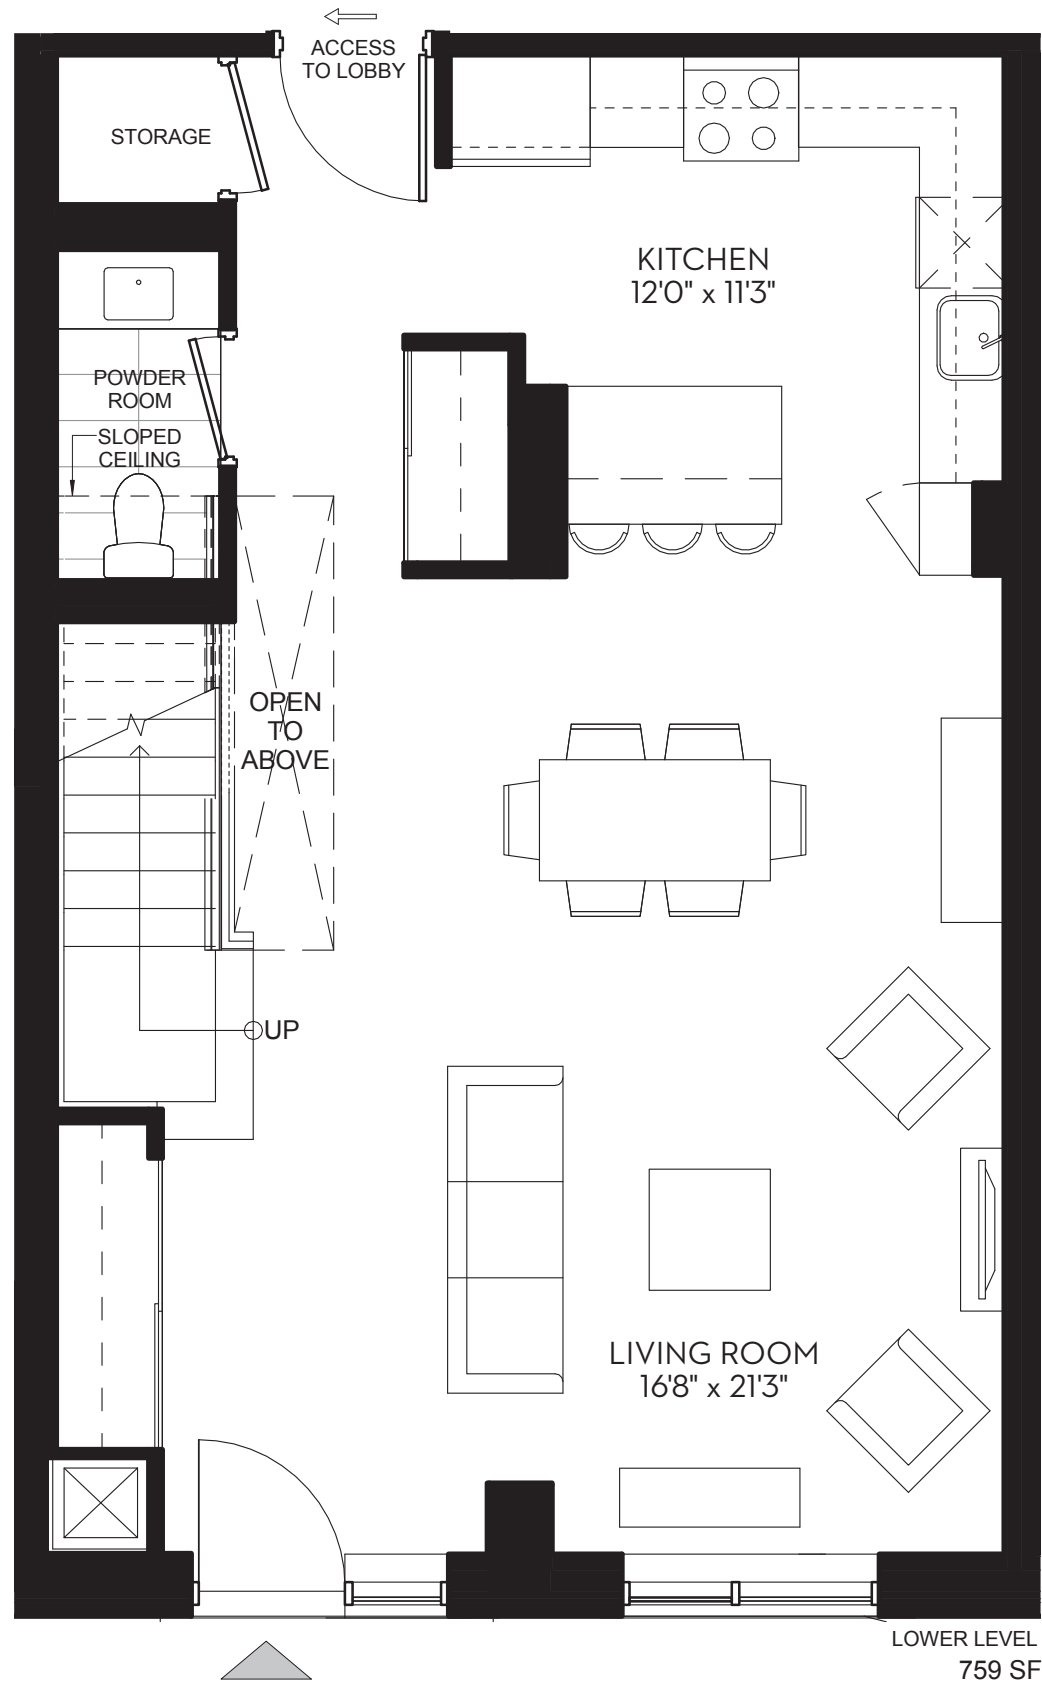 ACCESS
TO LOBBY
STORAGE
KITCHEN
12'0" x 11'3"
POWDER
ROOM
SLOPED
CEILING
OPEN
TO
ABOVE
UP
LIVING ROOM
16'8" x 21'3"
LOWER LEVEL
759 SF